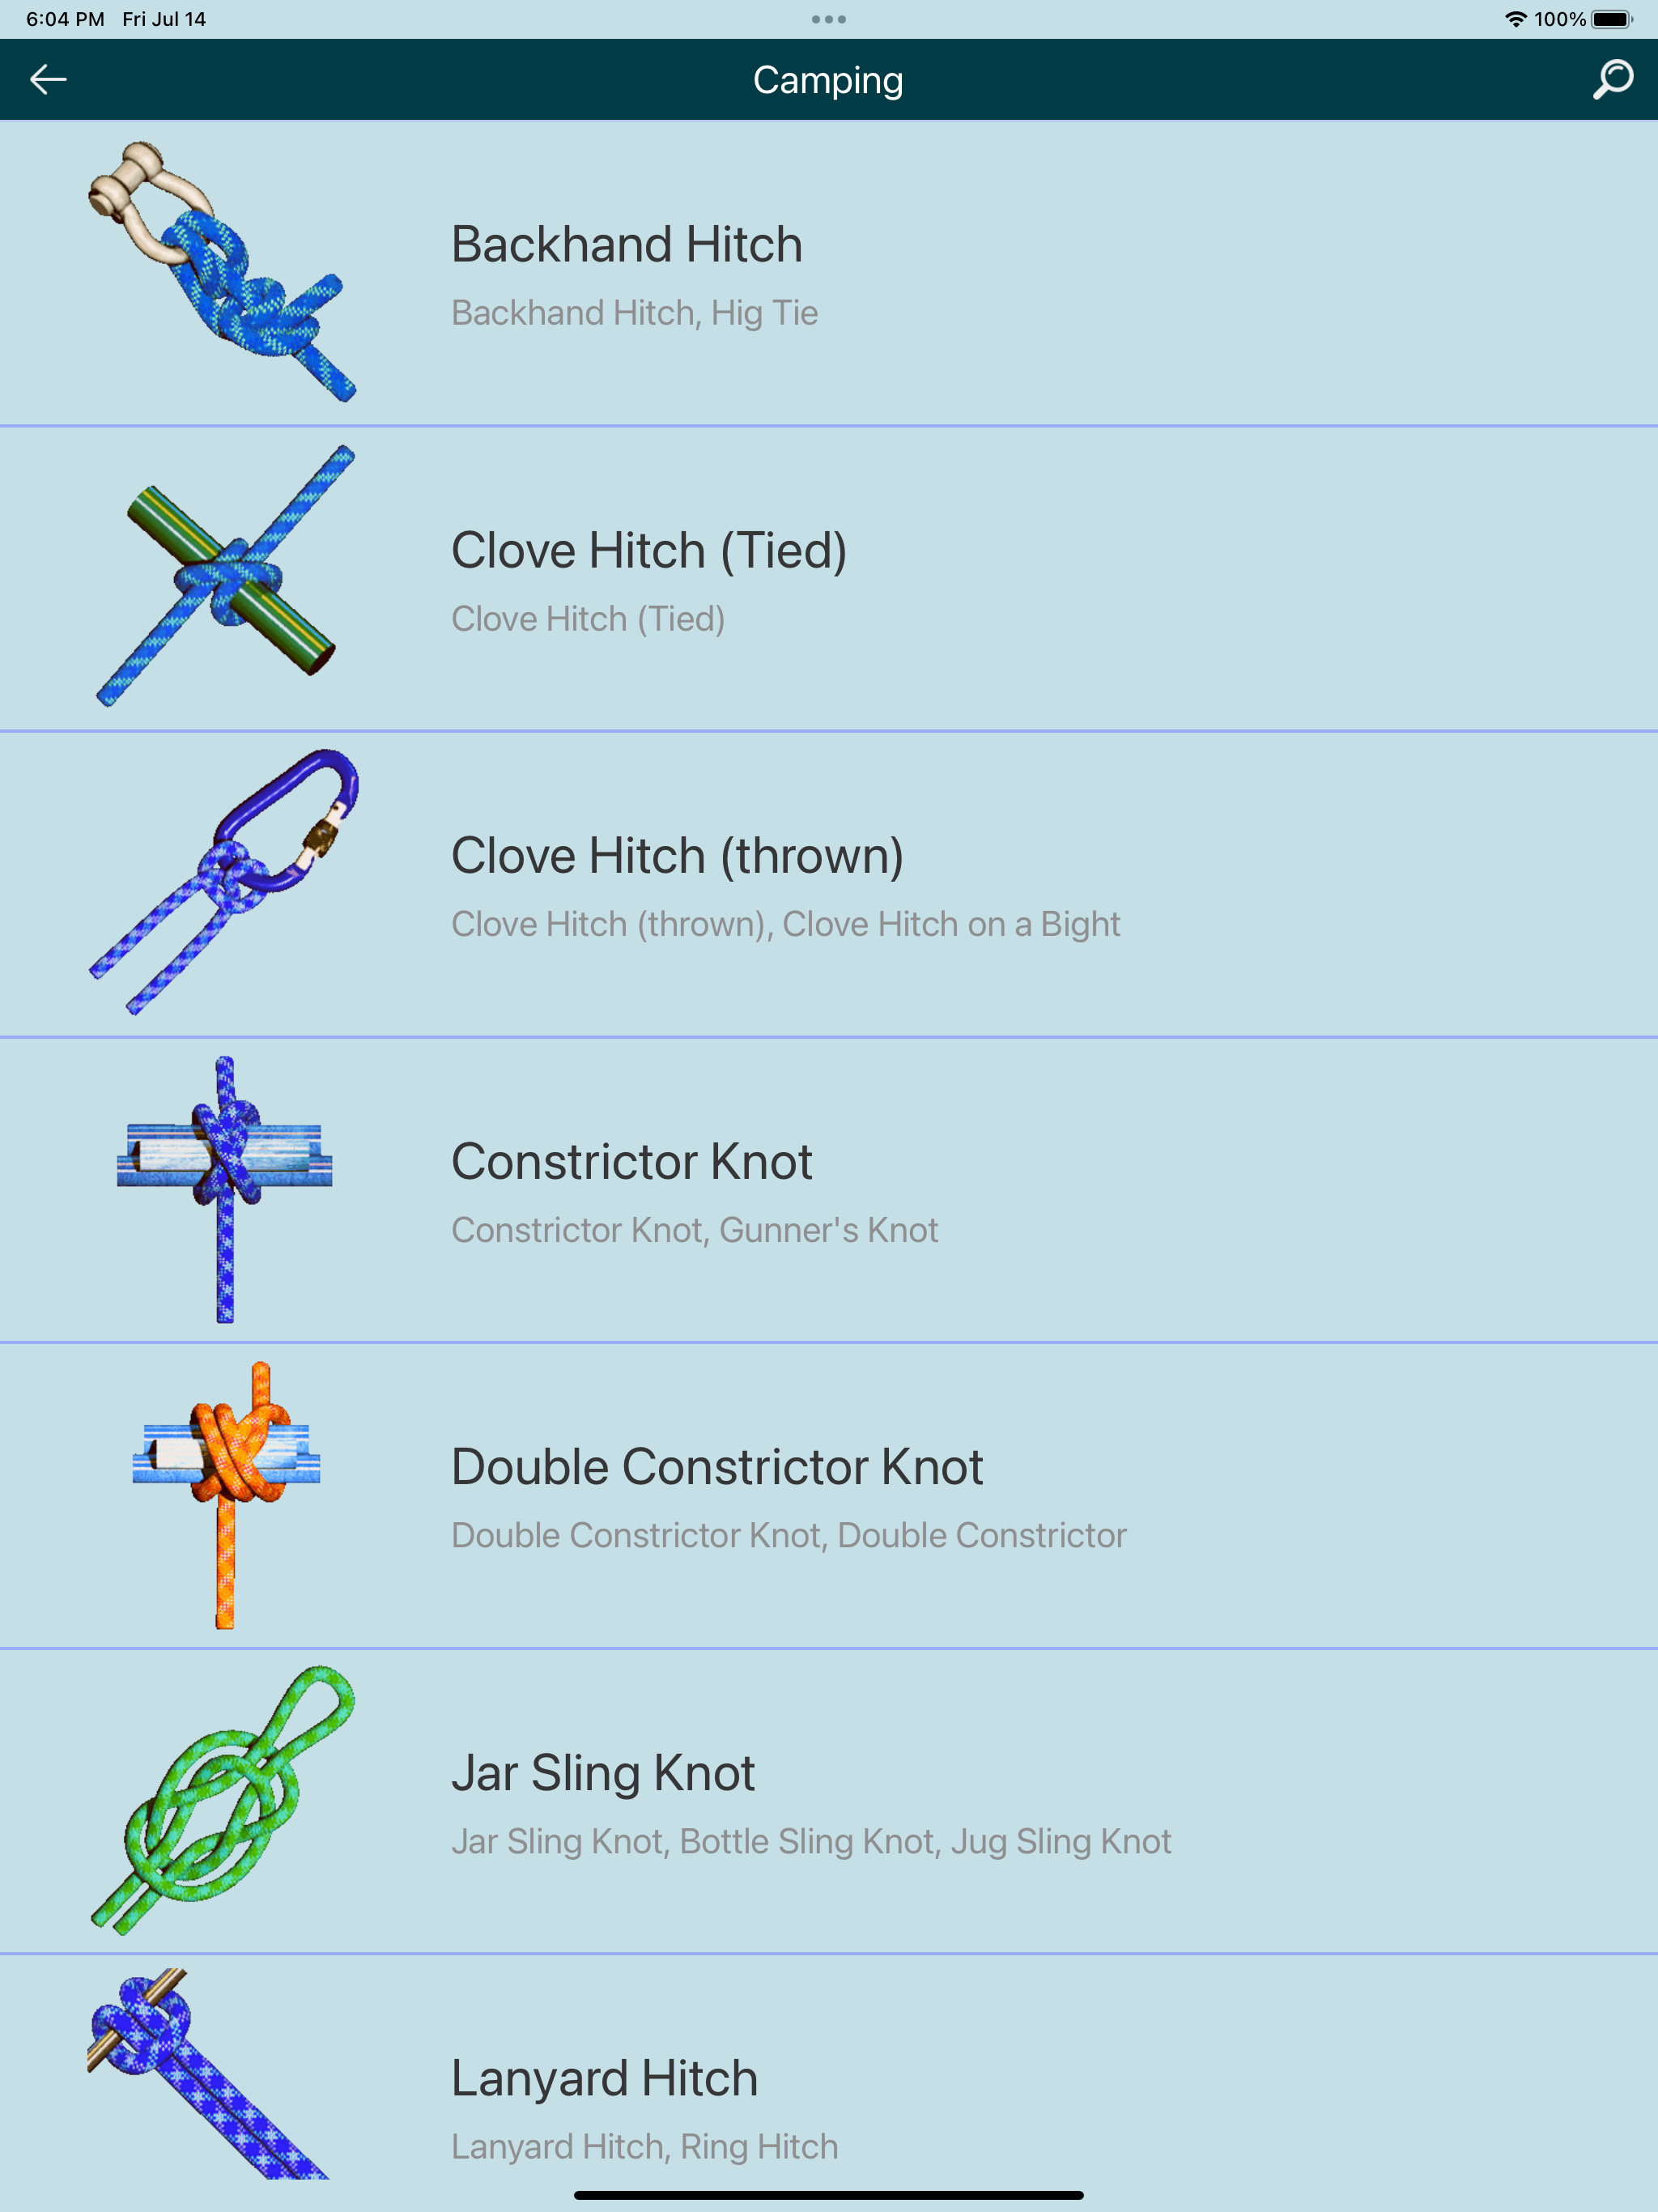 6:04 PM Fri Jul 14
100%
Camping
Backhand Hitch
Backhand Hitch, Hig Tie
Clove Hitch (Tied)
Clove Hitch (Tied)
Clove Hitch (thrown)
Clove Hitch (thrown), Clove Hitch on a Bight
Constrictor Knot
Constrictor Knot, Gunner's Knot
Double Constrictor Knot
Double Constrictor Knot, Double Constrictor
Jar Sling Knot
Jar Sling Knot, Bottle Sling Knot, Jug Sling Knot
Lanyard Hitch
Lanyard Hitch, Ring Hitch